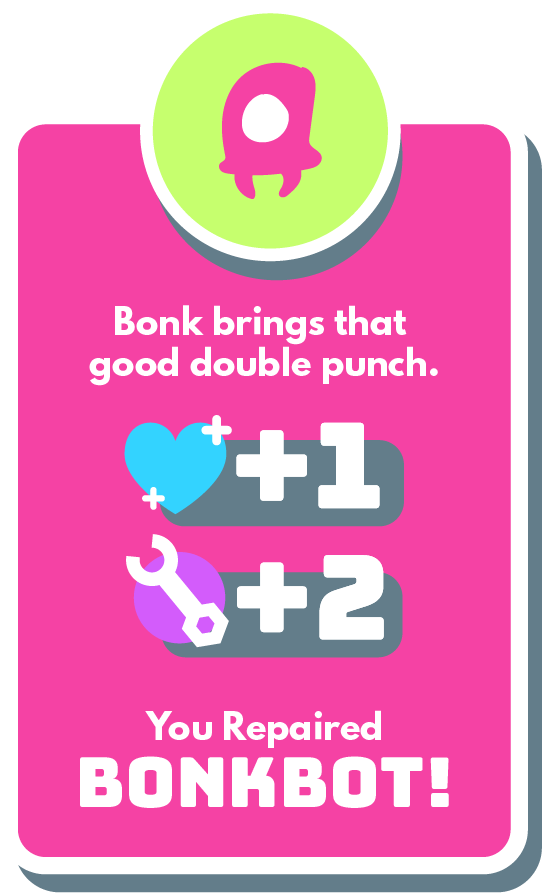 Bonk brings that
good double punch.
+1
+2
You Repaired
BONKBOT!